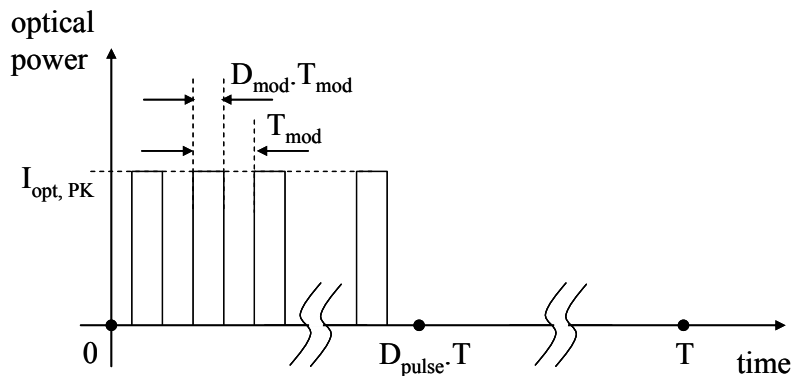 optical
power
D_mod.T_mod
T_mod
I_opt, PK
0
D_pulse.T
T
time